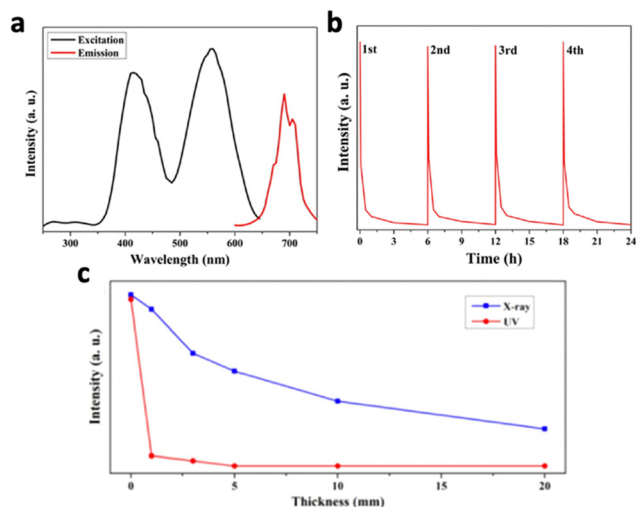 a
Excitation
Emission
Intensity (a. u.)
300 400 500 600 700
Wavelength (nm)
b
1st 2nd 3rd 4th
Intensity (a. u.)
0 3 6 9 12 15 18 21 24
Time (h)
c
X-ray
UV
Intensity (a. u.)
0 5 10 15 20
Thickness (mm)